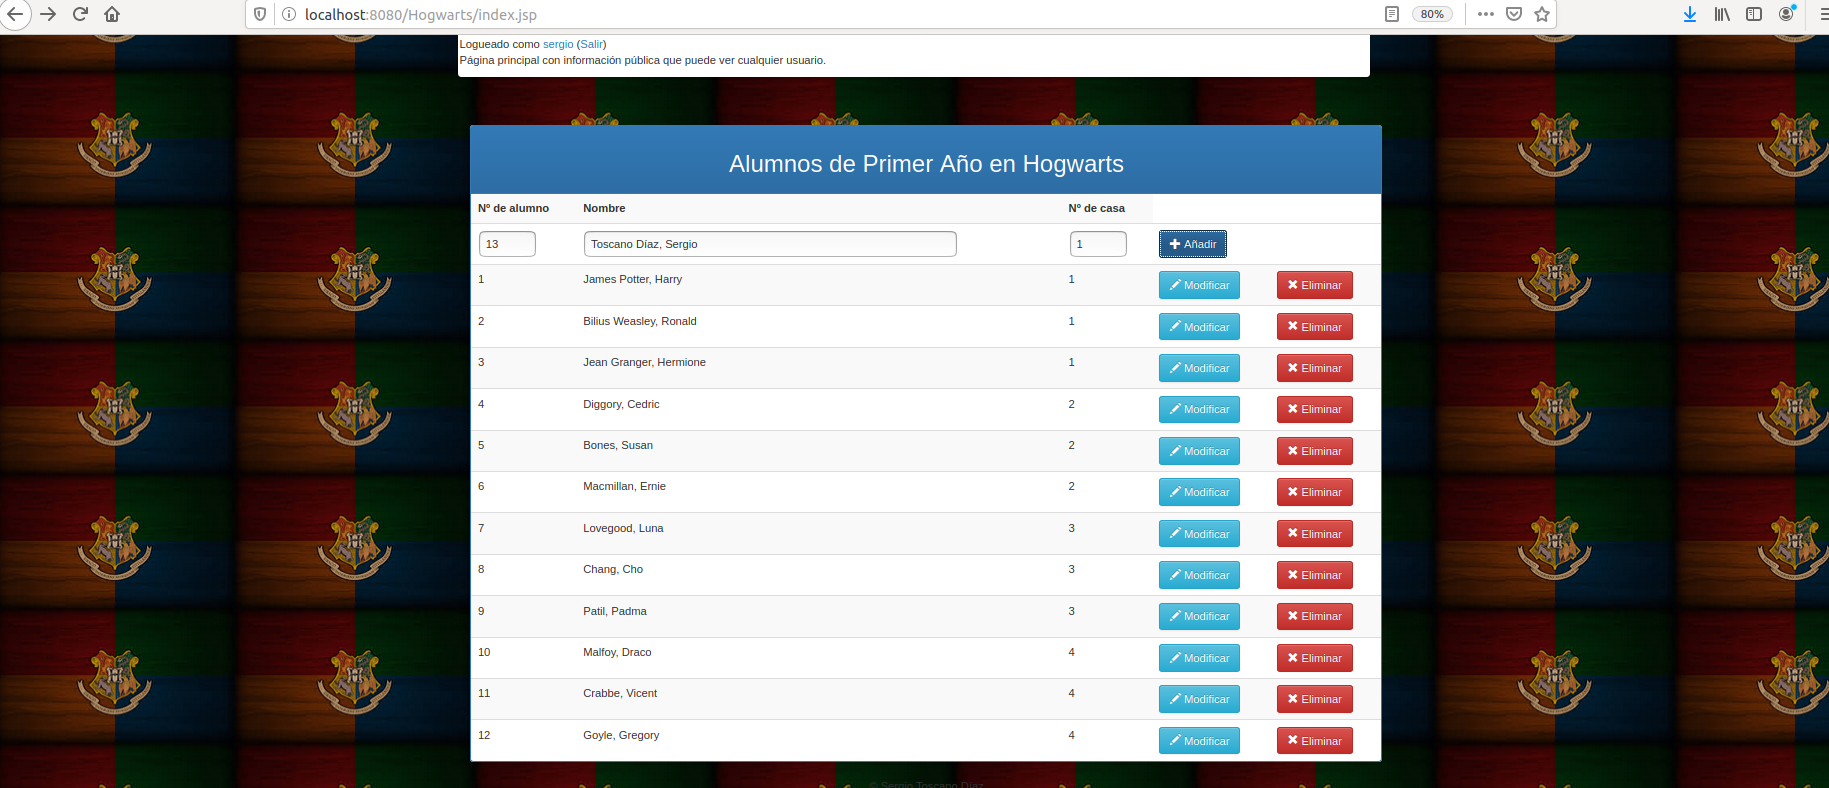 localhost:8080/Hogwarts/index.jsp 80%
Logueado como sergio (Salir)
Página principal con información pública que puede ver cualquier usuario.
Alumnos de Primer Año en Hogwarts
Nº de alumno Nombre Nº de casa
13 Toscano Díaz, Sergio 1 Añadir
1 James Potter, Harry 1 Modificar Eliminar
2 Bilius Weasley, Ronald 1 Modificar Eliminar
3 Jean Granger, Hermione 1 Modificar Eliminar
4 Diggory, Cedric 2 Modificar Eliminar
5 Bones, Susan 2 Modificar Eliminar
6 Macmillan, Ernie 2 Modificar Eliminar
7 Lovegood, Luna 3 Modificar Eliminar
8 Chang, Cho 3 Modificar Eliminar
9 Patil, Padma 3 Modificar Eliminar
10 Malfoy, Draco 4 Modificar Eliminar
11 Crabbe, Vicent 4 Modificar Eliminar
12 Goyle, Gregory 4 Modificar Eliminar
© Sergio Toscano Díaz